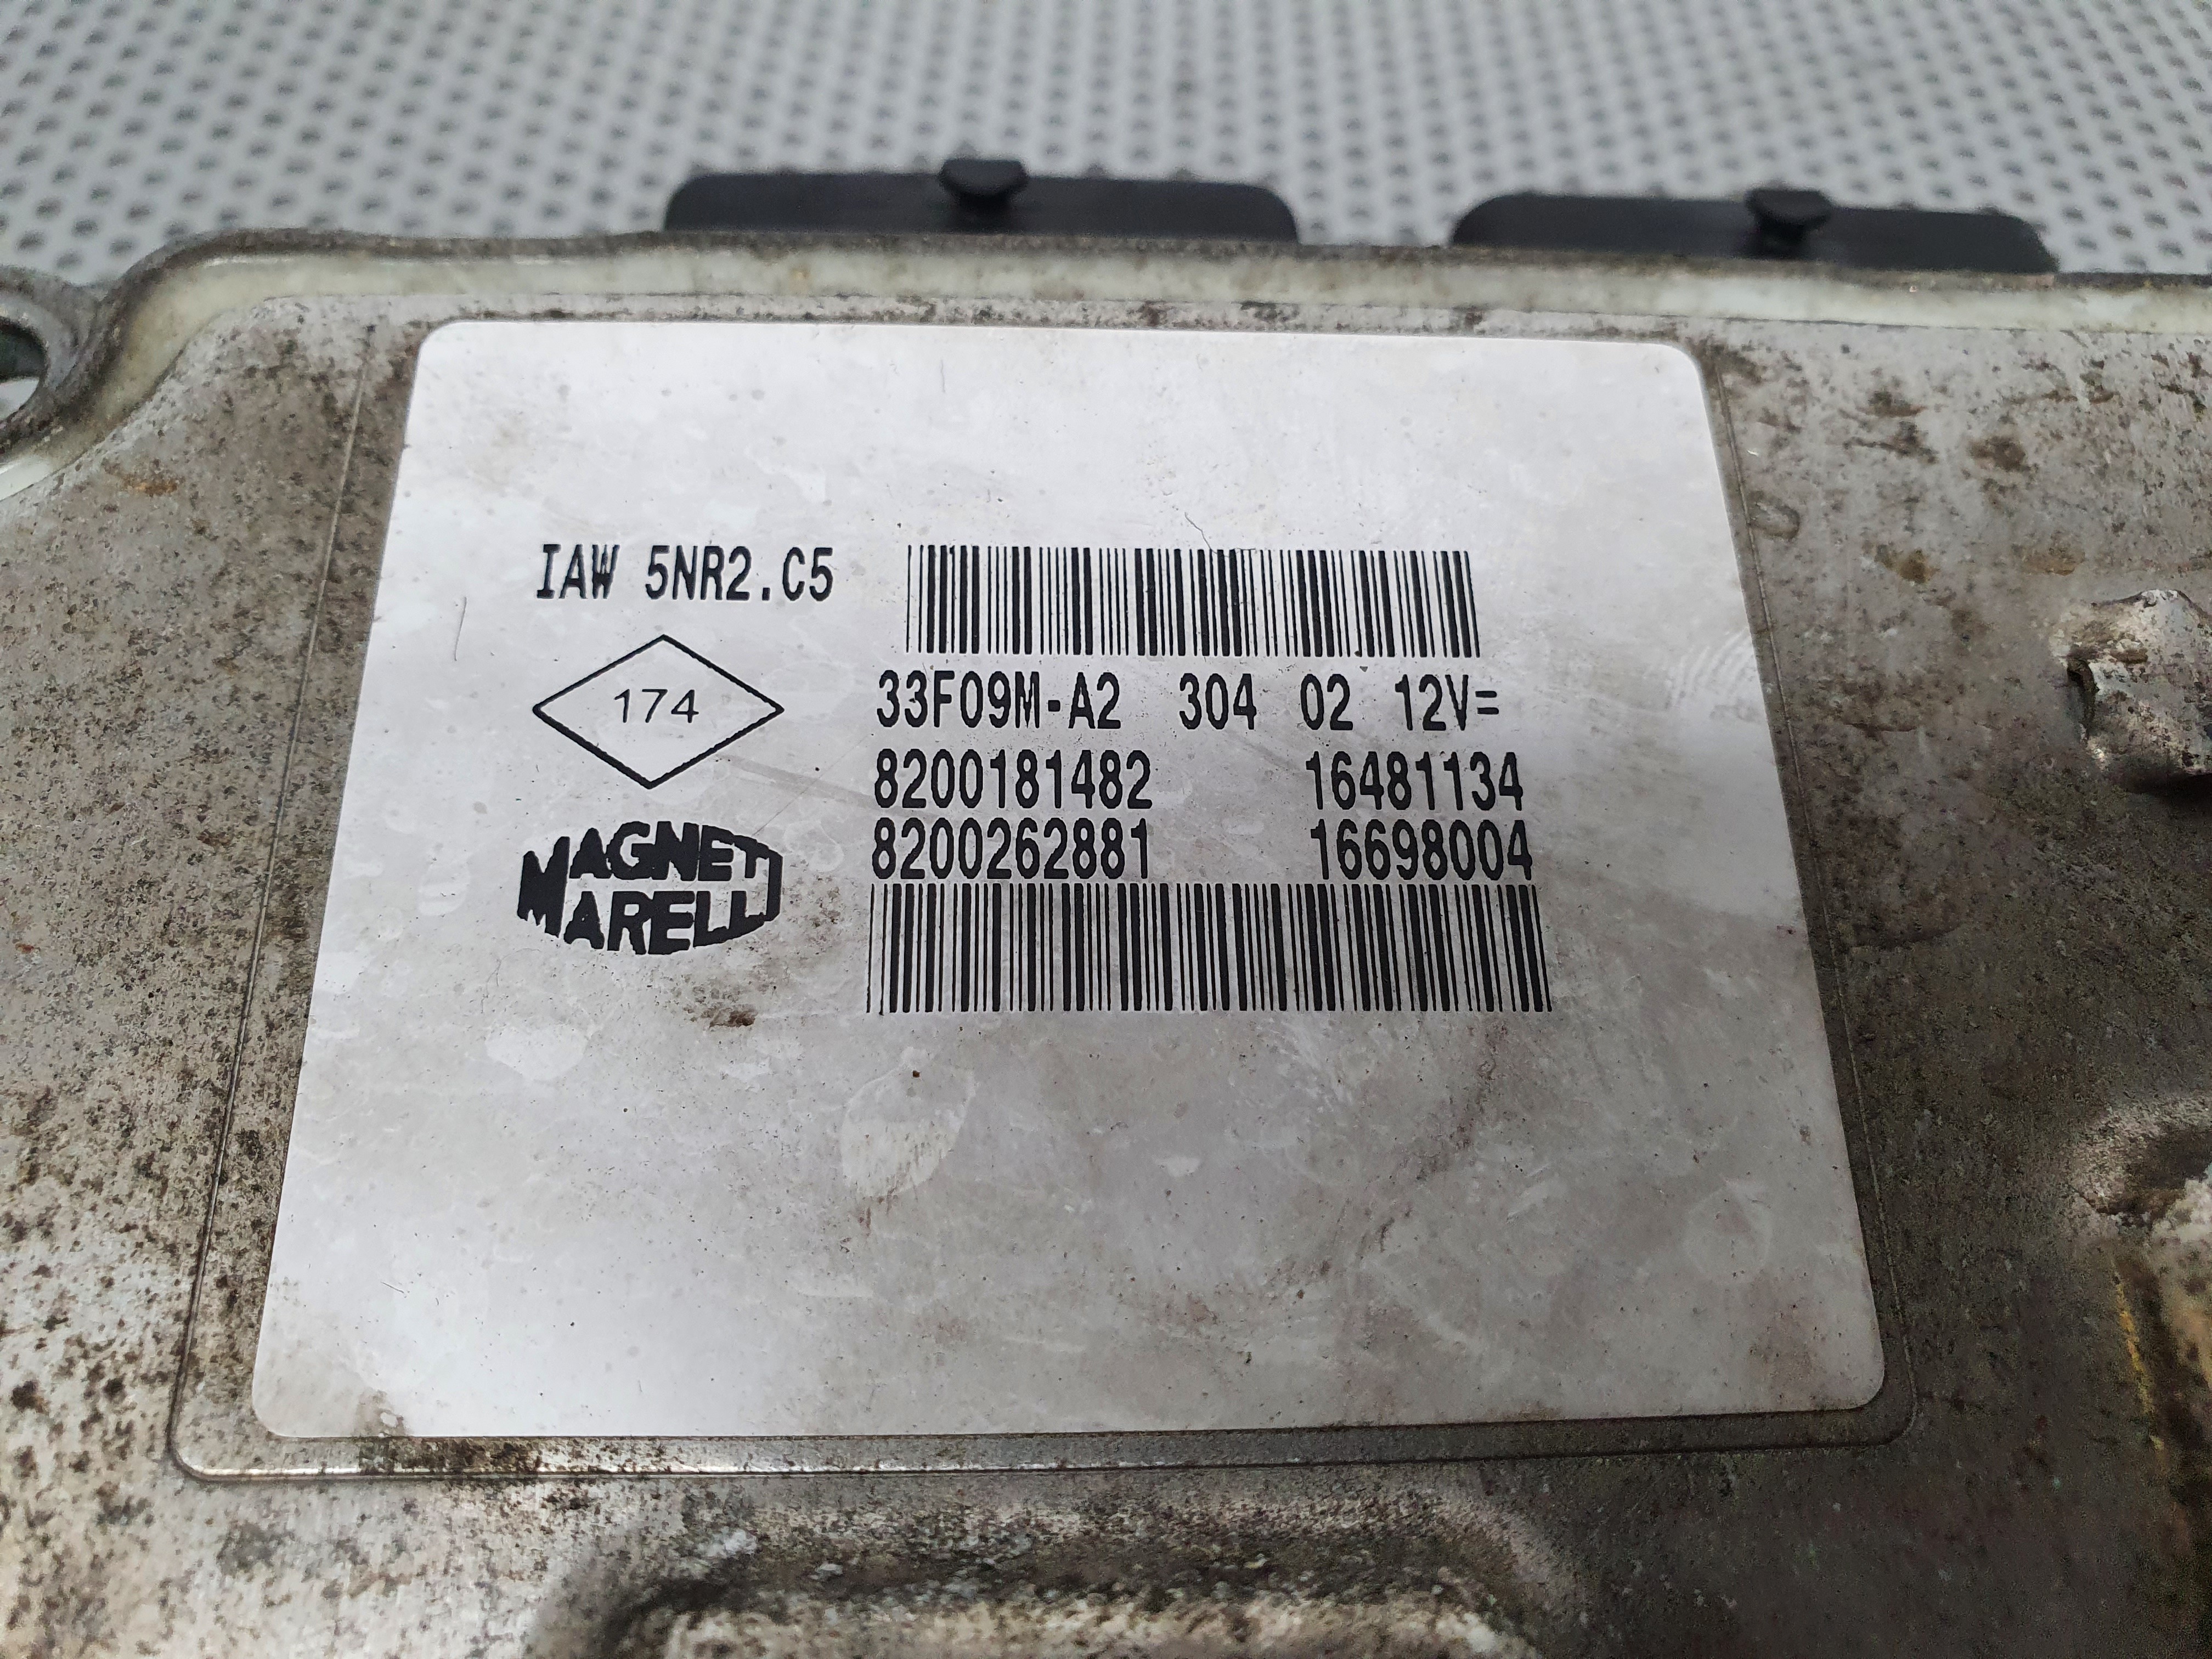 IAW 5NR2.C5
174
33F09M-A2 304 02 12V=
8200181482 16481134
8200262881 16698004
MAGNETI
MARELLI